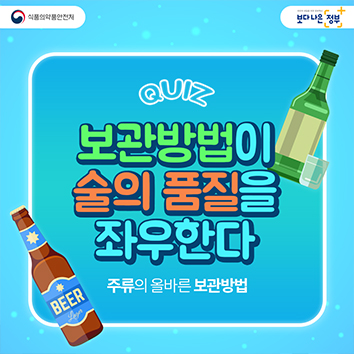 식품의약품안전처
보다 나은 정부
QUIZ
보관방법이
술의 품질을
좌우한다
주류의 올바른 보관방법
BEER
Lager